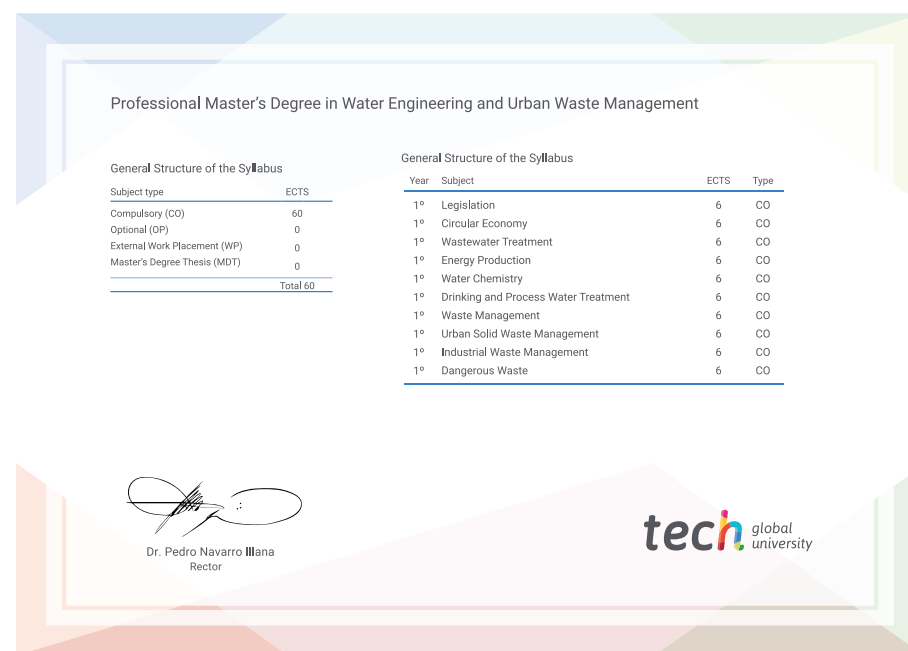 Professional Master's Degree in Water Engineering and Urban Waste Management
General Structure of the Syllabus
Subject type ECTS
Compulsory (CO) 60
Optional (OP) 0
External Work Placement (WP) 0
Master's Degree Thesis (MDT) 0
Total 60
General Structure of the Syllabus
Year Subject ECTS Type
1º Legislation 6 CO
1º Circular Economy 6 CO
1º Wastewater Treatment 6 CO
1º Energy Production 6 CO
1º Water Chemistry 6 CO
1º Drinking and Process Water Treatment 6 CO
1º Waste Management 6 CO
1º Urban Solid Waste Management 6 CO
1º Industrial Waste Management 6 CO
1º Dangerous Waste 6 CO
Dr. Pedro Navarro Illana
Rector
tech global
university